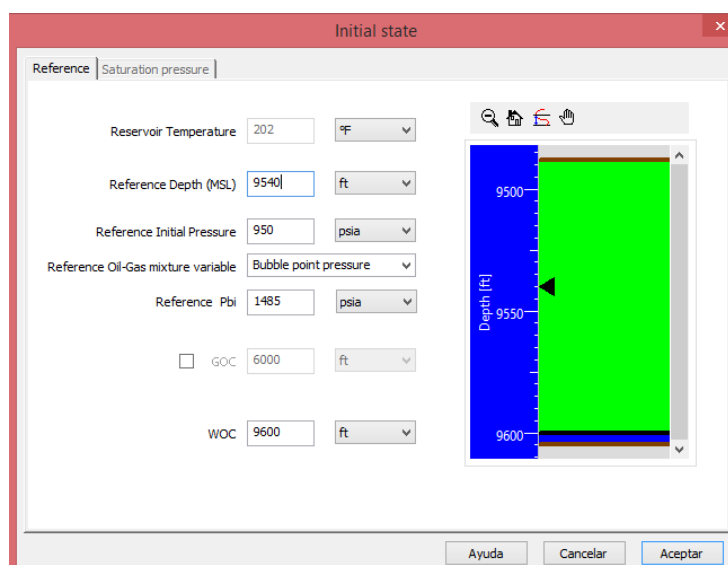 Initial state
x
Reference Saturation pressure
Reservoir Temperature 202 ºF
Reference Depth (MSL) 9540 ft
Reference Initial Pressure 950 psia
Reference Oil-Gas mixture variable Bubble point pressure
Reference Pbi 1485 psia
GOC 6000 ft
WOC 9600 ft
Depth [ft]
9500
9550
9600
Ayuda Cancelar Aceptar